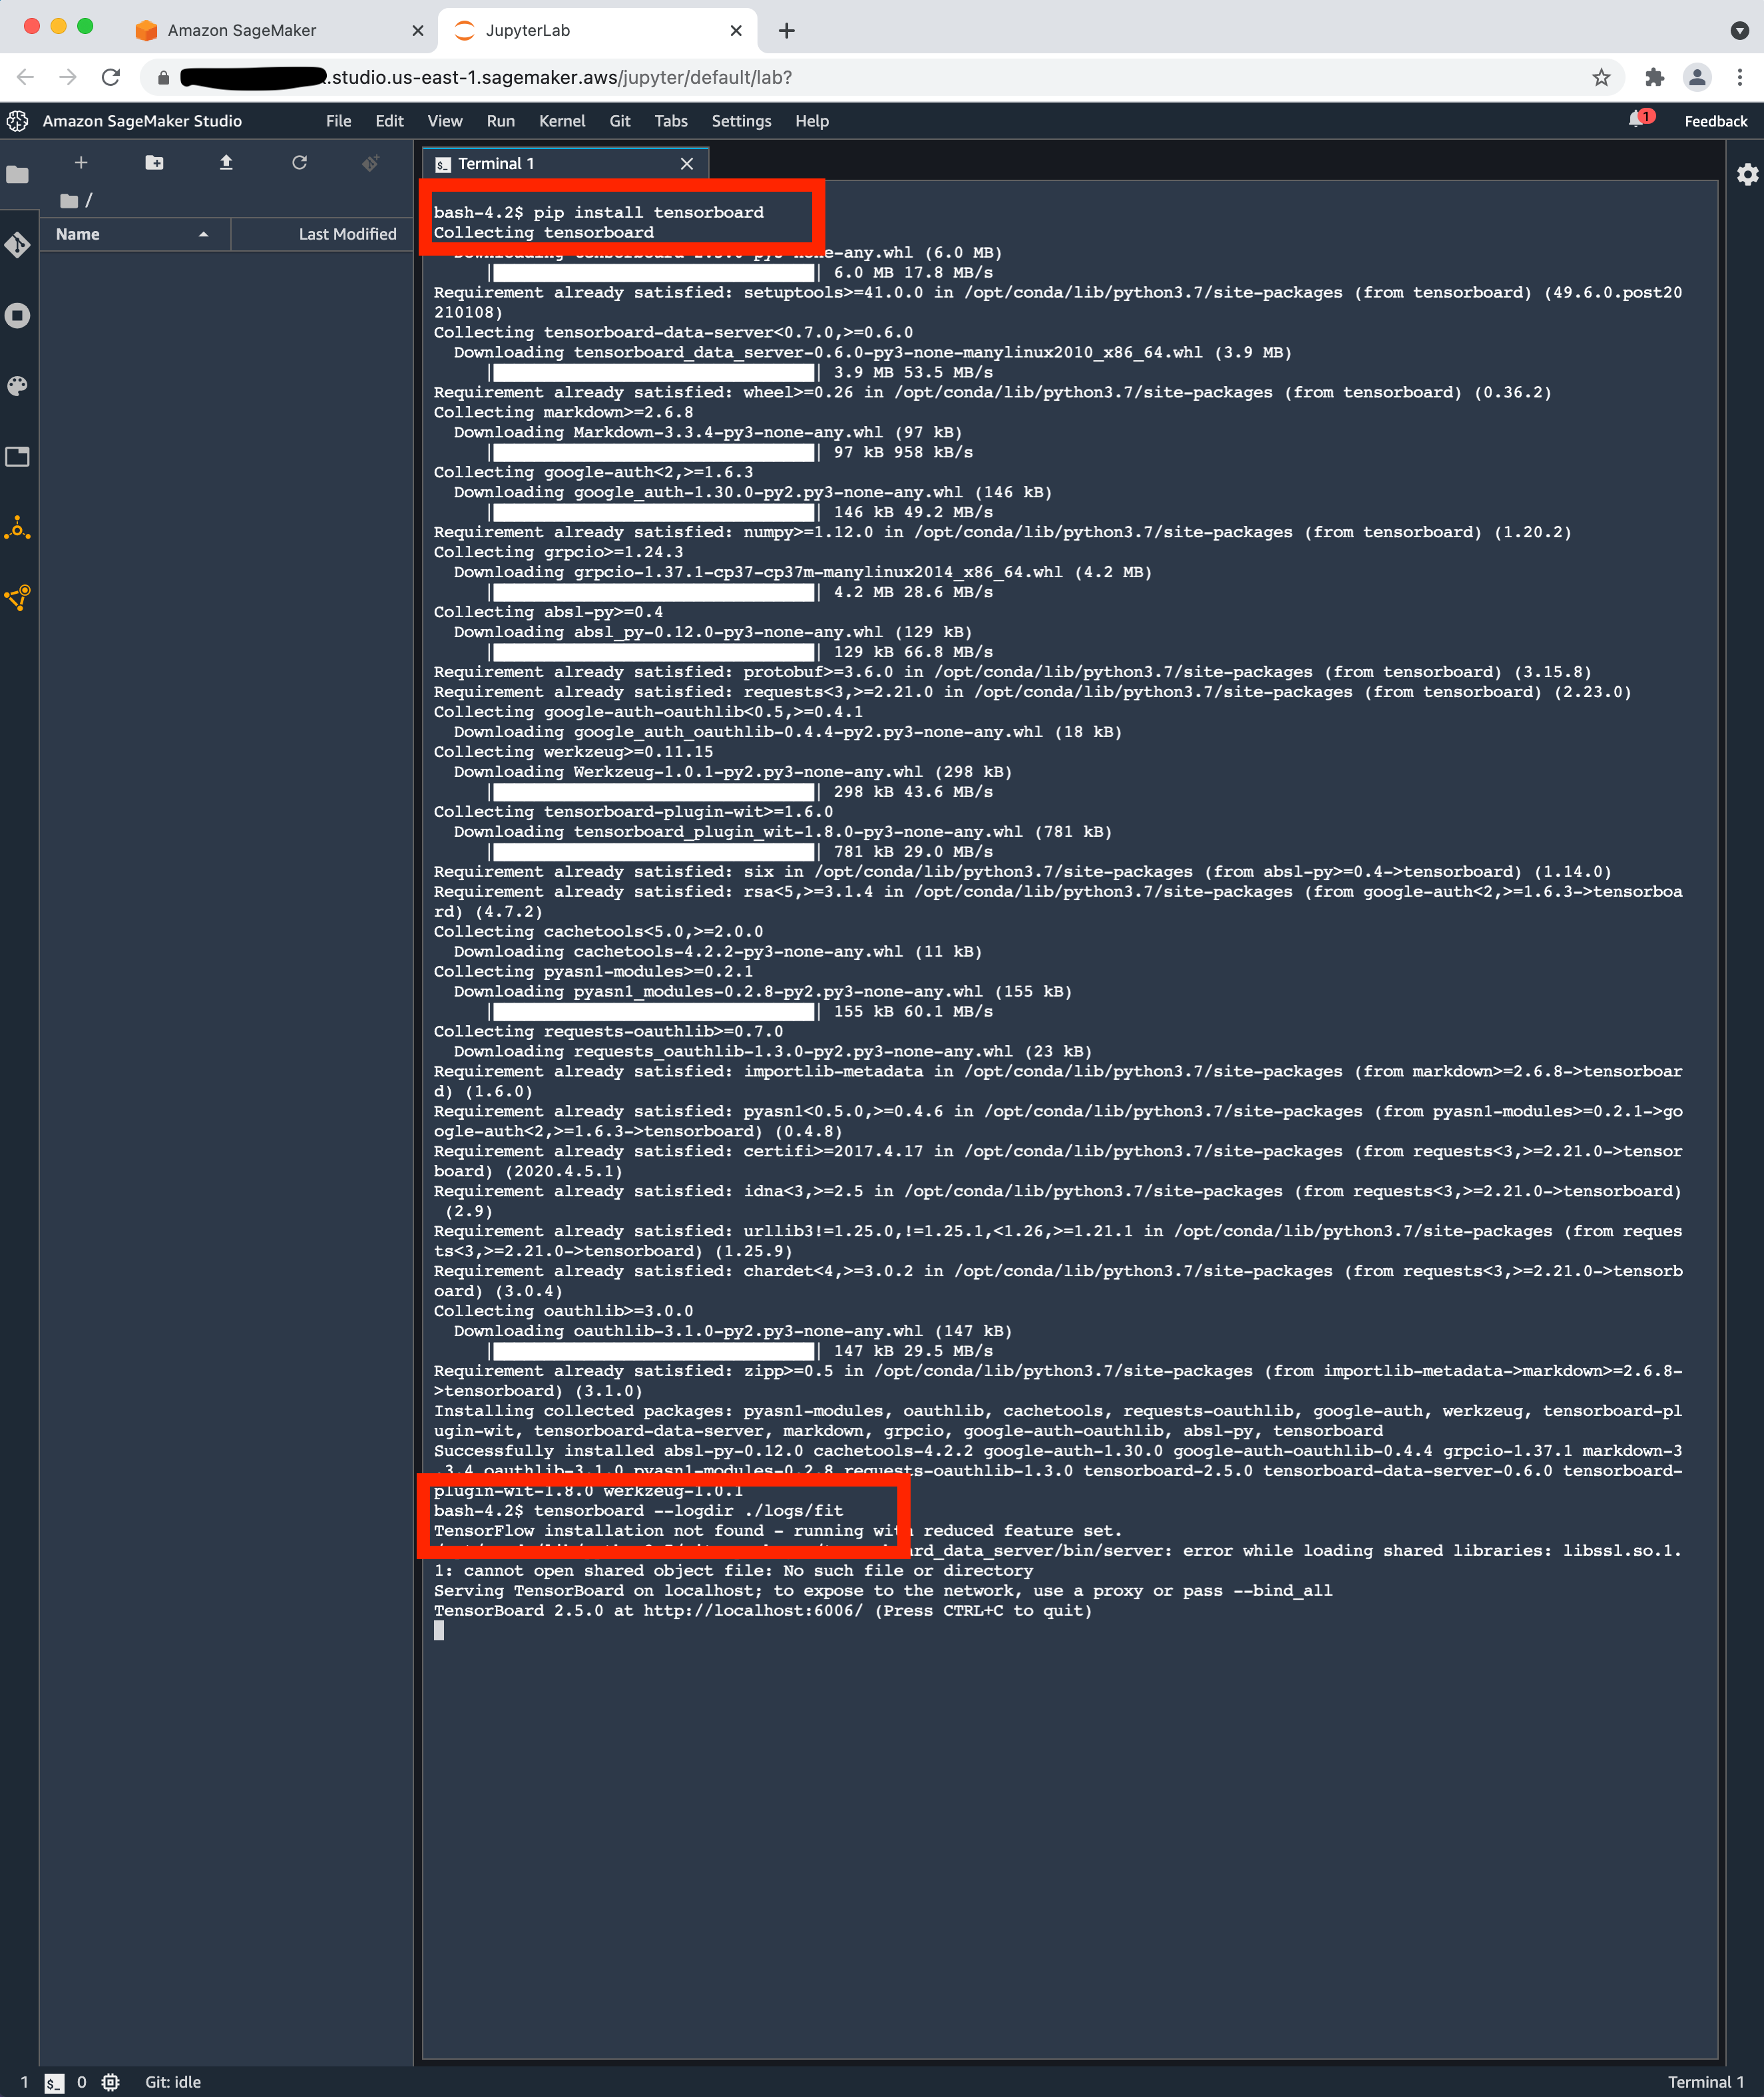 Amazon SageMaker
JupyterLab
.studio.us-east-1.sagemaker.aws/jupyter/default/lab?
Amazon SageMaker Studio File Edit View Run Kernel Git Tabs Settings Help 1 Feedback
Terminal 1
/
Name Last Modified
bash-4.2$ pip install tensorboard
Collecting tensorboard
none-any.whl (6.0 MB)
6.0 MB 17.8 MB/s
Requirement already satisfied: setuptools>=41.0.0 in /opt/conda/lib/python3.7/site-packages (from tensorboard) (49.6.0.post20
210108)
Collecting tensorboard-data-server<0.7.0,>=0.6.0
Downloading tensorboard_data_server-0.6.0-py3-none-manylinux2010_x86_64.whl (3.9 MB)
3.9 MB 53.5 MB/s
Requirement already satisfied: wheel>=0.26 in /opt/conda/lib/python3.7/site-packages (from tensorboard) (0.36.2)
Collecting markdown>=2.6.8
Downloading Markdown-3.3.4-py3-none-any.whl (97 kB)
97 kB 958 kB/s
Collecting google-auth<2,>=1.6.3
Downloading google_auth-1.30.0-py2.py3-none-any.whl (146 kB)
146 kB 49.2 MB/s
Requirement already satisfied: numpy>=1.12.0 in /opt/conda/lib/python3.7/site-packages (from tensorboard) (1.20.2)
Collecting grpcio>=1.24.3
Downloading grpcio-1.37.1-cp37-cp37m-manylinux2014_x86_64.whl (4.2 MB)
4.2 MB 28.6 MB/s
Collecting absl-py>=0.4
Downloading absl_py-0.12.0-py3-none-any.whl (129 kB)
129 kB 66.8 MB/s
Requirement already satisfied: protobuf>=3.6.0 in /opt/conda/lib/python3.7/site-packages (from tensorboard) (3.15.8)
Requirement already satisfied: requests<3,>=2.21.0 in /opt/conda/lib/python3.7/site-packages (from tensorboard) (2.23.0)
Collecting google-auth-oauthlib<0.5,>=0.4.1
Downloading google_auth_oauthlib-0.4.4-py2.py3-none-any.whl (18 kB)
Collecting werkzeug>=0.11.15
Downloading Werkzeug-1.0.1-py2.py3-none-any.whl (298 kB)
298 kB 43.6 MB/s
Collecting tensorboard-plugin-wit>=1.6.0
Downloading tensorboard_plugin_wit-1.8.0-py3-none-any.whl (781 kB)
781 kB 29.0 MB/s
Requirement already satisfied: six in /opt/conda/lib/python3.7/site-packages (from absl-py>=0.4->tensorboard) (1.14.0)
Requirement already satisfied: rsa<5,>=3.1.4 in /opt/conda/lib/python3.7/site-packages (from google-auth<2,>=1.6.3->tensorboa
rd) (4.7.2)
Collecting cachetools<5.0,>=2.0.0
Downloading cachetools-4.2.2-py3-none-any.whl (11 kB)
Collecting pyasn1-modules>=0.2.1
Downloading pyasn1_modules-0.2.8-py2.py3-none-any.whl (155 kB)
155 kB 60.1 MB/s
Collecting requests-oauthlib>=0.7.0
Downloading requests_oauthlib-1.3.0-py2.py3-none-any.whl (23 kB)
Requirement already satisfied: importlib-metadata in /opt/conda/lib/python3.7/site-packages (from markdown>=2.6.8->tensorboar
d) (1.6.0)
Requirement already satisfied: pyasn1<0.5.0,>=0.4.6 in /opt/conda/lib/python3.7/site-packages (from pyasn1-modules>=0.2.1->go
ogle-auth<2,>=1.6.3->tensorboard) (0.4.8)
Requirement already satisfied: certifi>=2017.4.17 in /opt/conda/lib/python3.7/site-packages (from requests<3,>=2.21.0->tensor
board) (2020.4.5.1)
Requirement already satisfied: idna<3,>=2.5 in /opt/conda/lib/python3.7/site-packages (from requests<3,>=2.21.0->tensorboard)
(2.9)
Requirement already satisfied: urllib3!=1.25.0,!=1.25.1,<1.26,>=1.21.1 in /opt/conda/lib/python3.7/site-packages (from reques
ts<3,>=2.21.0->tensorboard) (1.25.9)
Requirement already satisfied: chardet<4,>=3.0.2 in /opt/conda/lib/python3.7/site-packages (from requests<3,>=2.21.0->tensorb
oard) (3.0.4)
Collecting oauthlib>=3.0.0
Downloading oauthlib-3.1.0-py2.py3-none-any.whl (147 kB)
147 kB 29.5 MB/s
Requirement already satisfied: zipp>=0.5 in /opt/conda/lib/python3.7/site-packages (from importlib-metadata->markdown>=2.6.8-
>tensorboard) (3.1.0)
Installing collected packages: pyasn1-modules, oauthlib, cachetools, requests-oauthlib, google-auth, werkzeug, tensorboard-pl
ugin-wit, tensorboard-data-server, markdown, grpcio, google-auth-oauthlib, absl-py, tensorboard
Successfully installed absl-py-0.12.0 cachetools-4.2.2 google-auth-1.30.0 google-auth-oauthlib-0.4.4 grpcio-1.37.1 markdown-3
.3.4 oauthlib-3.1.0 pyasn1-modules-0.2.8 requests-oauthlib-1.3.0 tensorboard-2.5.0 tensorboard-data-server-0.6.0 tensorboard-
plugin-wit-1.8.0 werkzeug-1.0.1
bash-4.2$ tensorboard --logdir ./logs/fit
TensorFlow installation not found - running with reduced feature set.
ard_data_server/bin/server: error while loading shared libraries: libssl.so.1.
1: cannot open shared object file: No such file or directory
Serving TensorBoard on localhost; to expose to the network, use a proxy or pass --bind_all
TensorBoard 2.5.0 at http://localhost:6006/ (Press CTRL+C to quit)
1 0 Git: idle Terminal 1